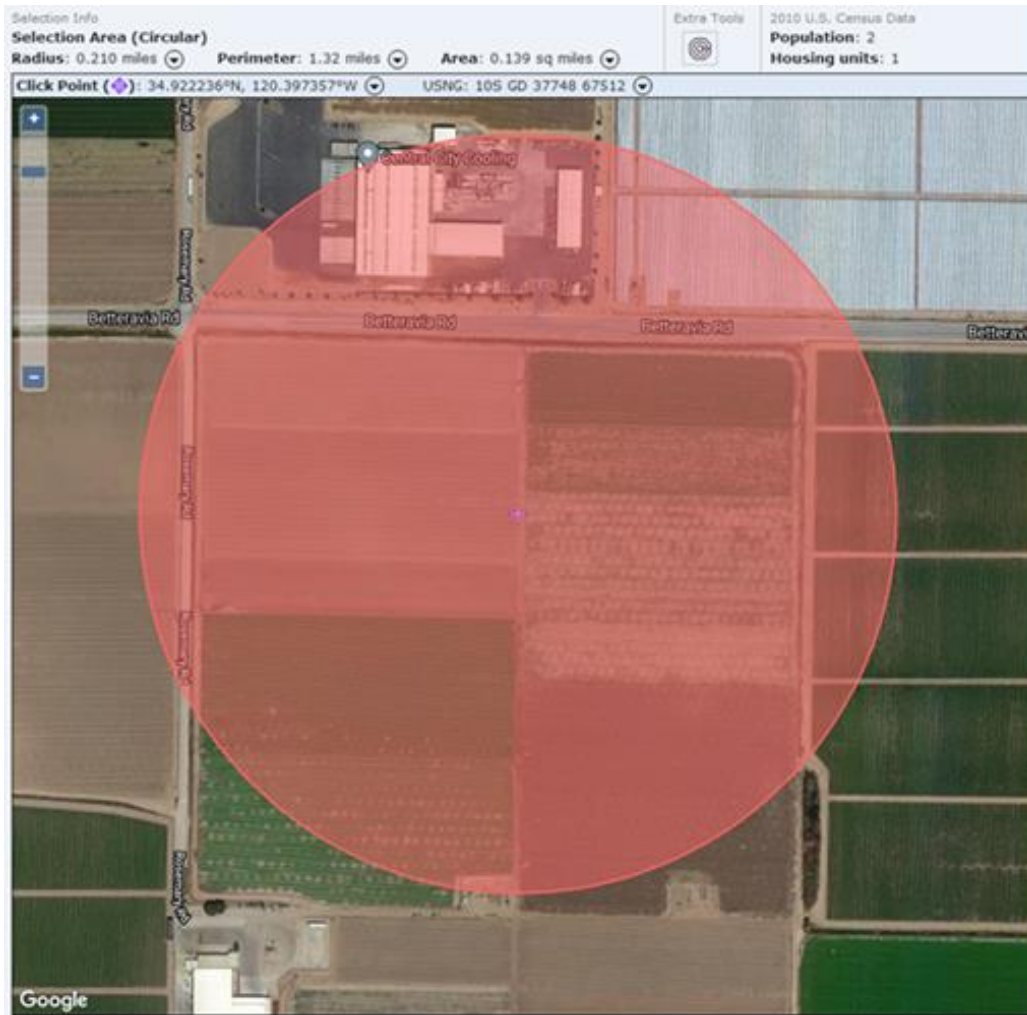 Selection Info
Selection Area (Circular)
Radius: 0.210 miles Perimeter: 1.32 miles Area: 0.139 sq miles
Extra Tools
2010 U.S. Census Data
Population: 2
Housing units: 1
Click Point ( ): 34.922236°N, 120.397357°W USNG: 10S GD 37748 67512
+
ry Rd
Central City Cooling
Rosemary Rd
Betteravia Rd
Betteravia Rd
Betteravia Rd
Betteravia
Rosemary Rd
Rosemary Rd
Rosemary Rd
Google